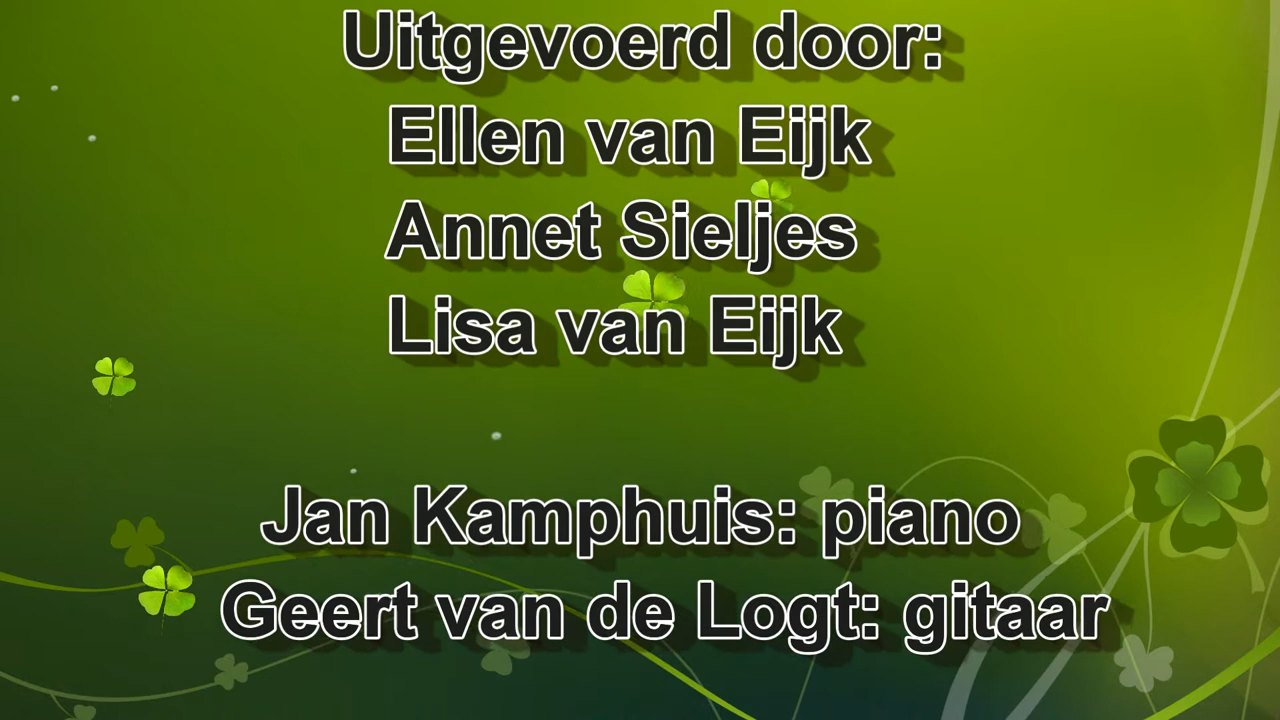 Uitgevoerd door:
Ellen van Eijk
Annet Sieljes
Lisa van Eijk
Jan Kamphuis: piano
Geert van de Logt: gitaar